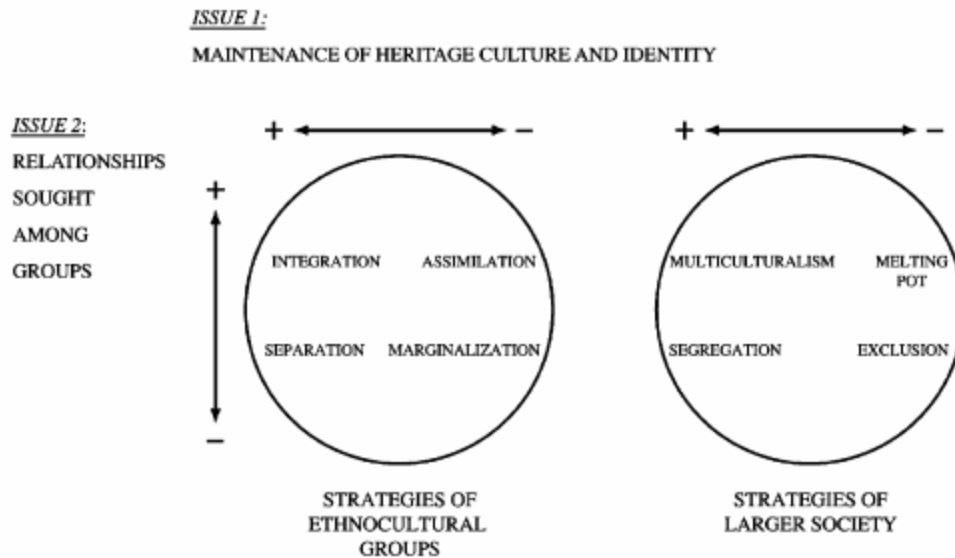 ISSUE 1:
MAINTENANCE OF HERITAGE CULTURE AND IDENTITY
ISSUE 2:
RELATIONSHIPS
SOUGHT
AMONG
GROUPS
+ −
+ −
+
−
INTEGRATION ASSIMILATION
SEPARATION MARGINALIZATION
MULTICULTURALISM MELTING
POT
SEGREGATION EXCLUSION
STRATEGIES OF
ETHNOCULTURAL
GROUPS
STRATEGIES OF
LARGER SOCIETY